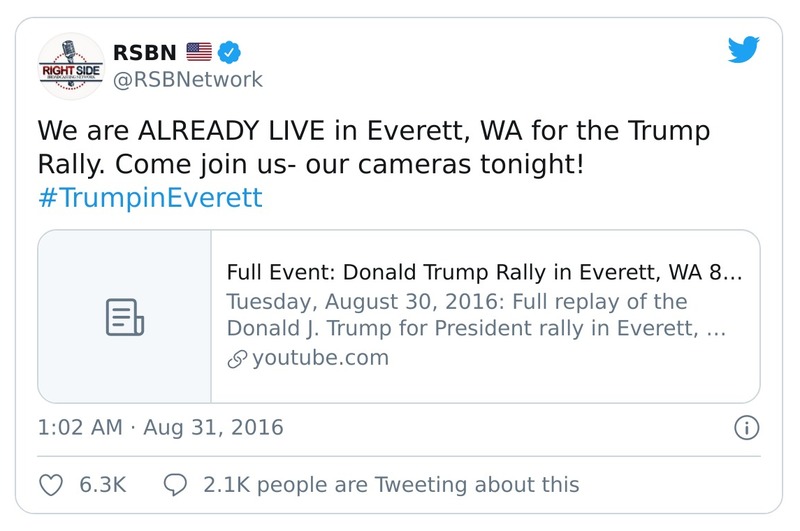 RSBN
@RSBNetwork
RIGHT SIDE
BROADCASTING NETWORK
We are ALREADY LIVE in Everett, WA for the Trump
Rally. Come join us- our cameras tonight!
#TrumpinEverett
Full Event: Donald Trump Rally in Everett, WA 8...
Tuesday, August 30, 2016: Full replay of the
Donald J. Trump for President rally in Everett, ...
youtube.com
1:02 AM · Aug 31, 2016
6.3K 2.1K people are Tweeting about this